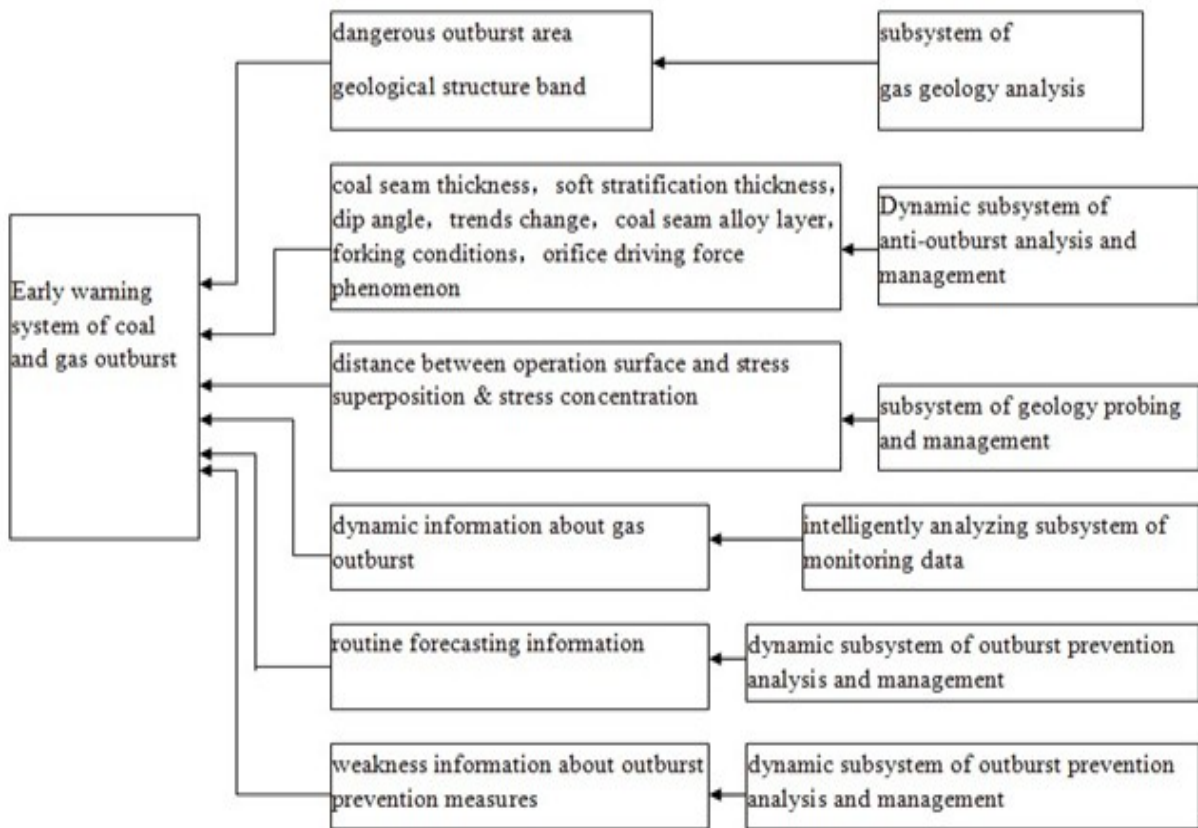 dangerous outburst area
geological structure band
subsystem of
gas geology analysis
coal seam thickness, soft stratification thickness,
dip angle, trends change, coal seam alloy layer,
forking conditions, orifice driving force
phenomenon
Dynamic subsystem of
anti-outburst analysis and
management
Early warning
system of coal
and gas outburst
distance between operation surface and stress
superposition & stress concentration
subsystem of geology probing
and management
dynamic information about gas
outburst
intelligently analyzing subsystem of
monitoring data
routine forecasting information
dynamic subsystem of outburst prevention
analysis and management
weakness information about outburst
prevention measures
dynamic subsystem of outburst prevention
analysis and management